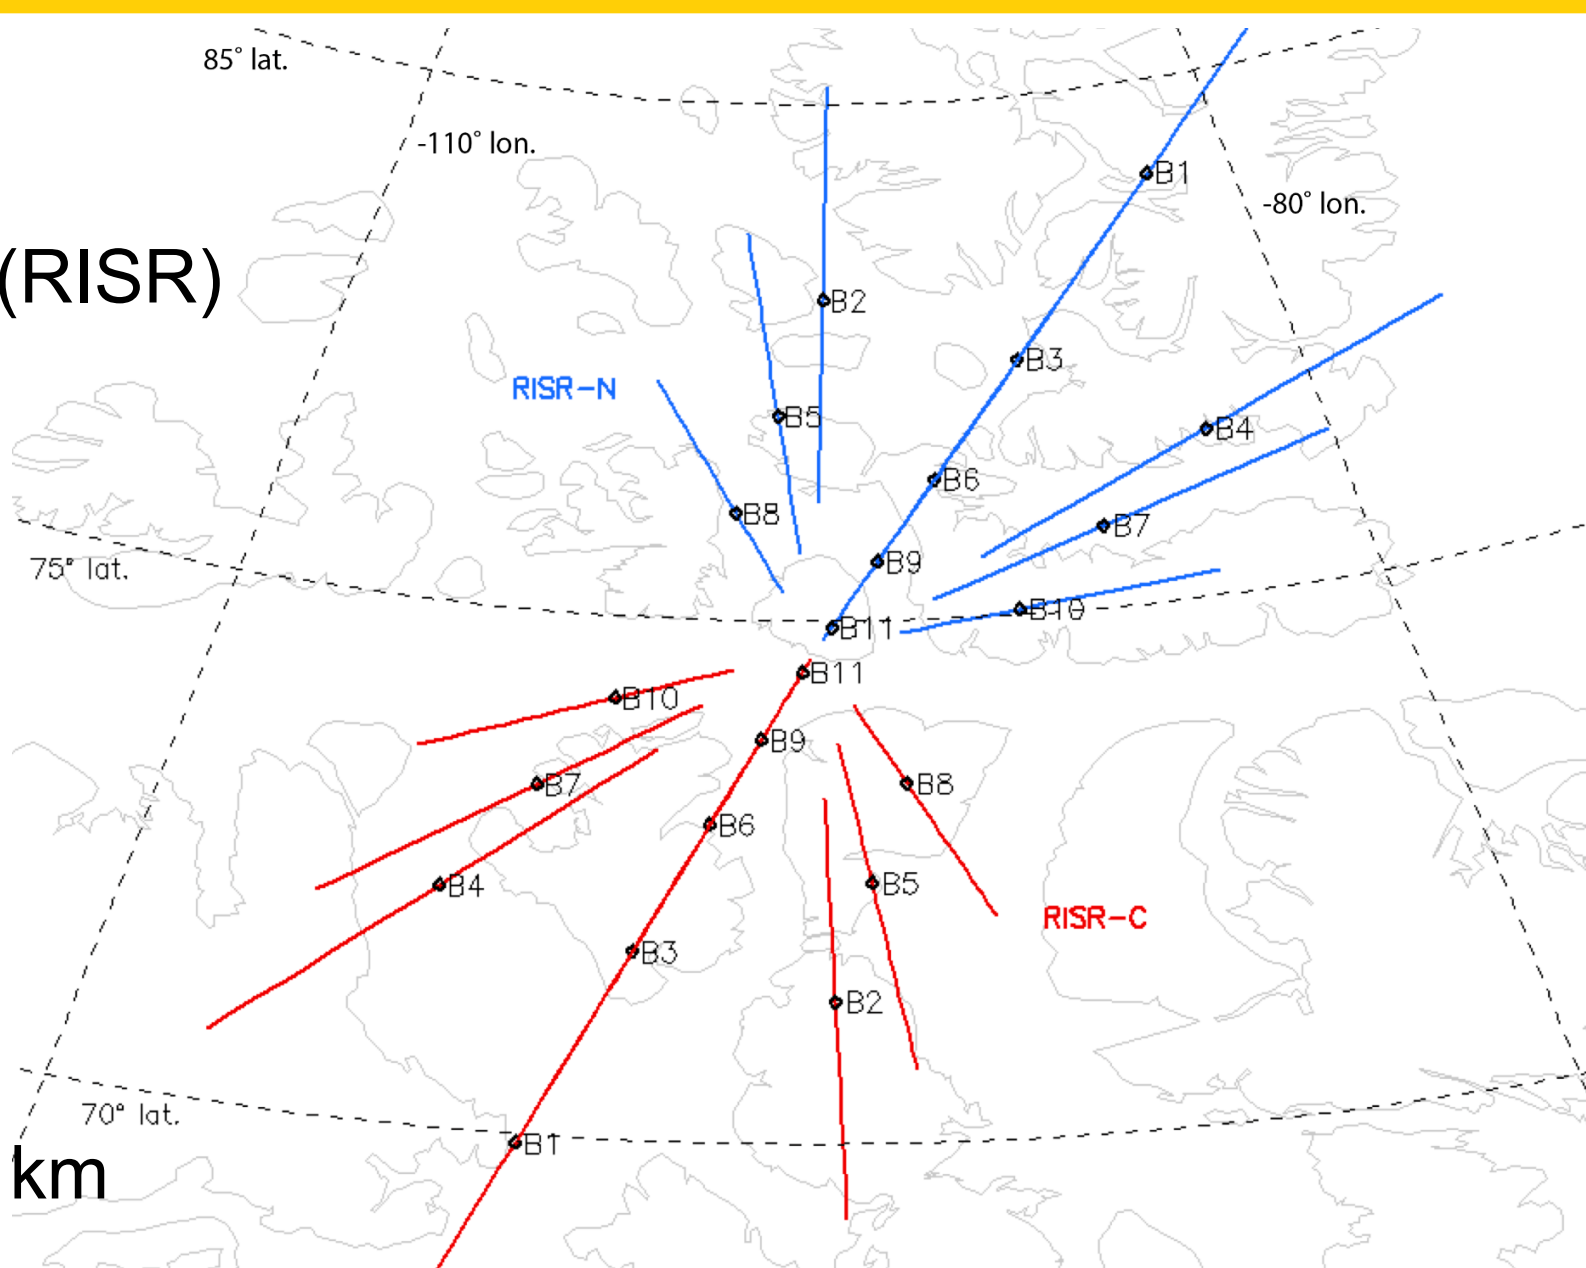 85° lat.
-110° lon.
B1
-80° lon.
(RISR)
B2
B3
RISR-N
B5
B4
B6
B8
B7
B9
75° lat.
B10
B11
B11
B10
B9
B7
B8
B6
B4
B5
RISR-C
B3
B2
70° lat.
B1
km